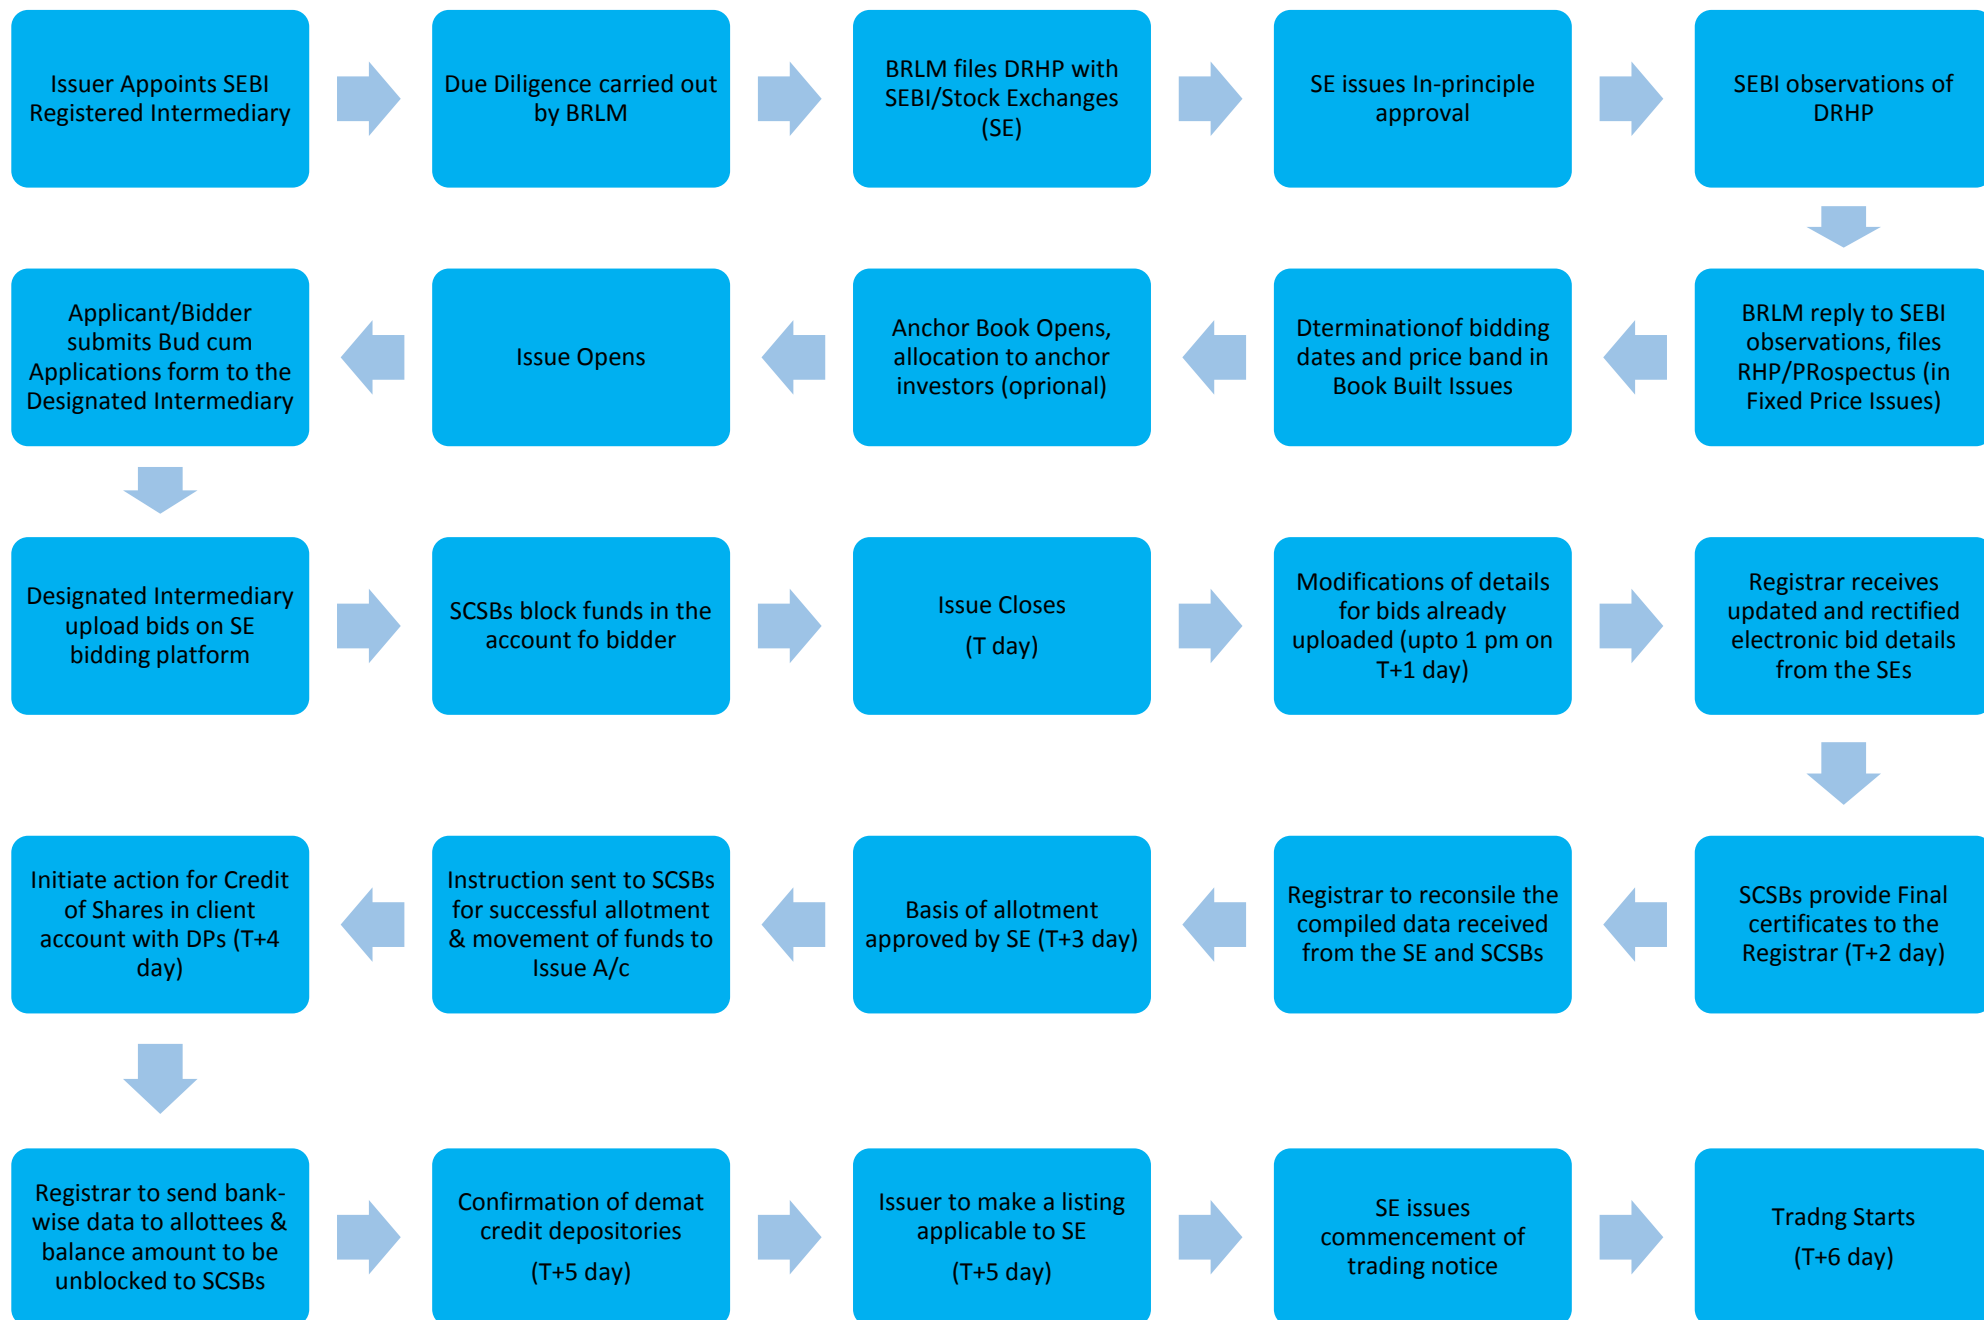 Issuer Appoints SEBI
Registered Intermediary
Due Diligence carried out
by BRLM
BRLM files DRHP with
SEBI/Stock Exchanges
(SE)
SE issues In-principle
approval
SEBI observations of
DRHP
BRLM reply to SEBI
observations, files
RHP/PRospectus (in
Fixed Price Issues)
Dterminationof bidding
dates and price band in
Book Built Issues
Anchor Book Opens,
allocation to anchor
investors (oprional)
Issue Opens
Applicant/Bidder
submits Bud cum
Applications form to the
Designated Intermediary
Designated Intermediary
upload bids on SE
bidding platform
SCSBs block funds in the
account fo bidder
Issue Closes
(T day)
Modifications of details
for bids already
uploaded (upto 1 pm on
T+1 day)
Registrar receives
updated and rectified
electronic bid details
from the SEs
SCSBs provide Final
certificates to the
Registrar (T+2 day)
Registrar to reconsile the
compiled data received
from the SE and SCSBs
Basis of allotment
approved by SE (T+3 day)
Instruction sent to SCSBs
for successful allotment
& movement of funds to
Issue A/c
Initiate action for Credit
of Shares in client
account with DPs (T+4
day)
Registrar to send bank-
wise data to allottees &
balance amount to be
unblocked to SCSBs
Confirmation of demat
credit depositories
(T+5 day)
Issuer to make a listing
applicable to SE
(T+5 day)
SE issues
commencement of
trading notice
Tradng Starts
(T+6 day)